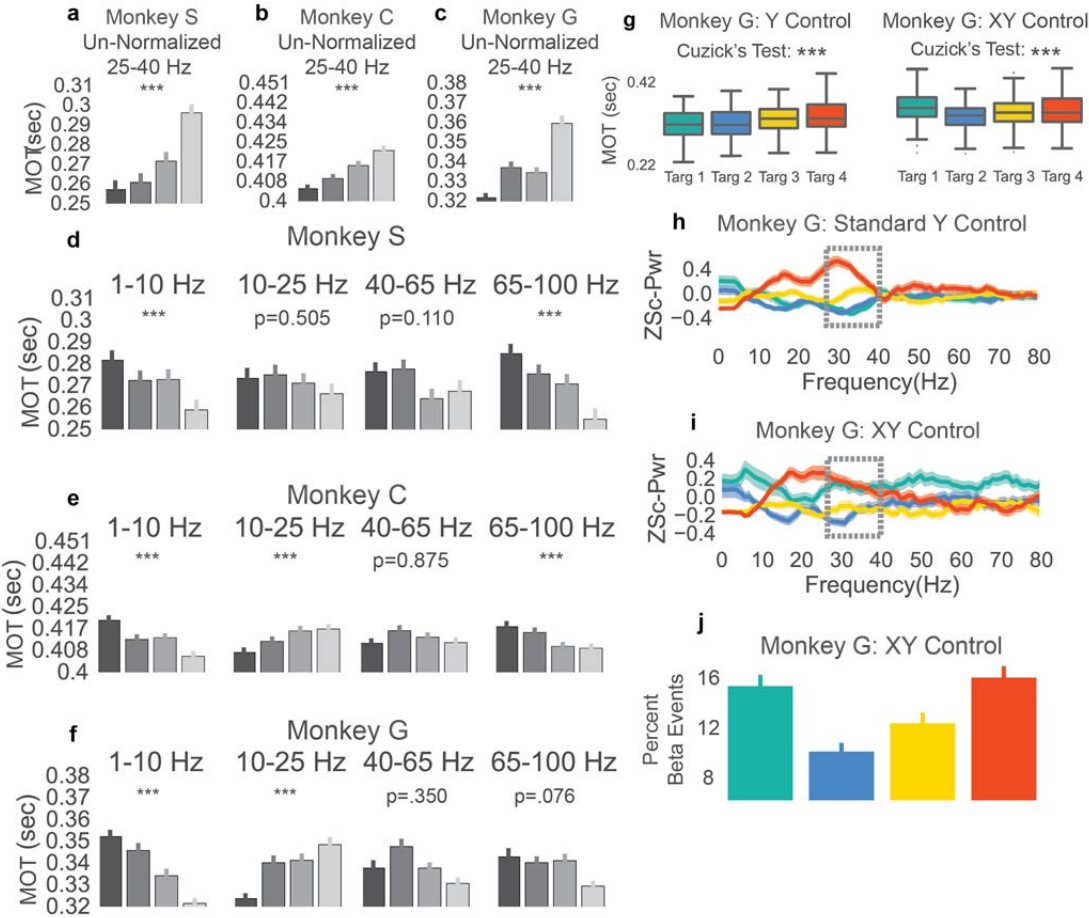 a
Monkey S
Un-Normalized
25-40 Hz
***
MOT(sec)
0.31
0.3
0.29
0.28
0.27
0.26
0.25
b
Monkey C
Un-Normalized
25-40 Hz
***
0.451
0.442
0.434
0.425
0.417
0.408
0.4
c
Monkey G
Un-Normalized
25-40 Hz
***
0.38
0.38
0.37
0.35
0.34
0.33
0.32
d
Monkey S
1-10 Hz 10-25 Hz 40-65 Hz 65-100 Hz
*** p=0.505 p=0.110 ***
MOT (sec)
0.31
0.3
0.29
0.28
0.27
0.26
0.25
e
Monkey C
1-10 Hz 10-25 Hz 40-65 Hz 65-100 Hz
*** *** p=0.875 ***
MOT (sec)
0.451
0.442
0.434
0.425
0.417
0.408
0.4
f
Monkey G
1-10 Hz 10-25 Hz 40-65 Hz 65-100 Hz
*** *** p=.350 p=.076
MOT (sec)
0.38
0.37
0.36
0.35
0.34
0.33
0.32
g
Monkey G: Y Control Monkey G: XY Control
Cuzick's Test: *** Cuzick's Test: ***
MOT (sec)
0.42
0.22
Targ 1 Targ 2 Targ 3 Targ 4 Targ 1 Targ 2 Targ 3 Targ 4
h
Monkey G: Standard Y Control
ZSc-Pwr
0.4
0.0
−0.4
0 10 20 30 40 50 60 70 80
Frequency(Hz)
i
Monkey G: XY Control
ZSc-Pwr
0.4
0.2
0.0
−0.2
−0.4
0 10 20 30 40 50 60 70 80
Frequency(Hz)
j
Monkey G: XY Control
Percent
Beta Events
16
12
8